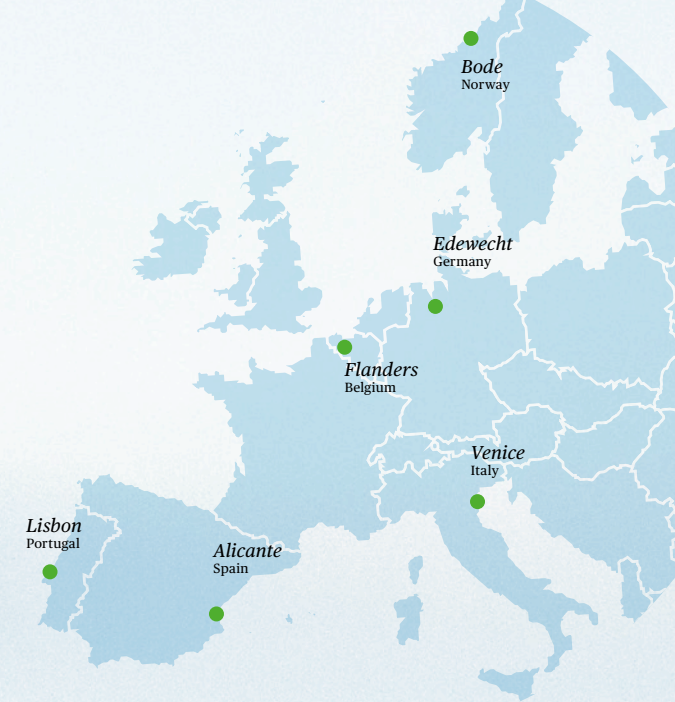 Bode
Norway
Edewecht
Germany
Flanders
Belgium
Venice
Italy
Lisbon
Portugal
Alicante
Spain